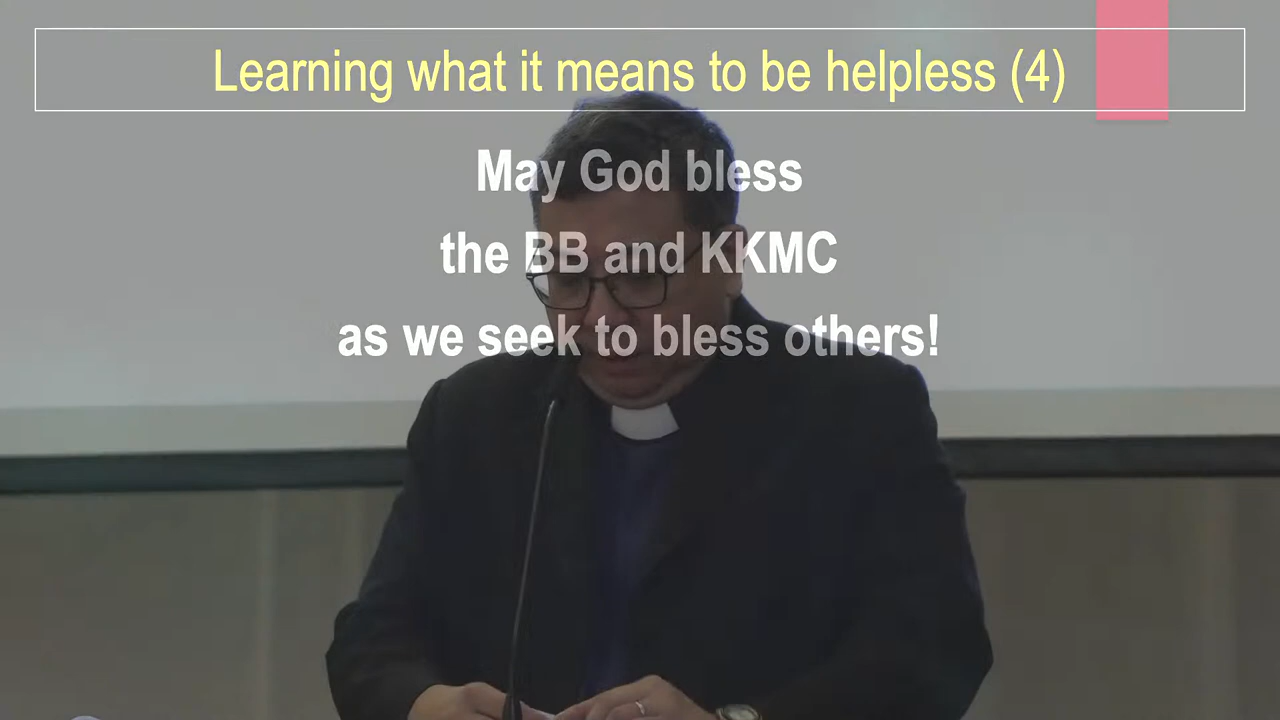 Learning what it means to be helpless (4)
May God bless
the BB and KKMC
as we seek to bless others!